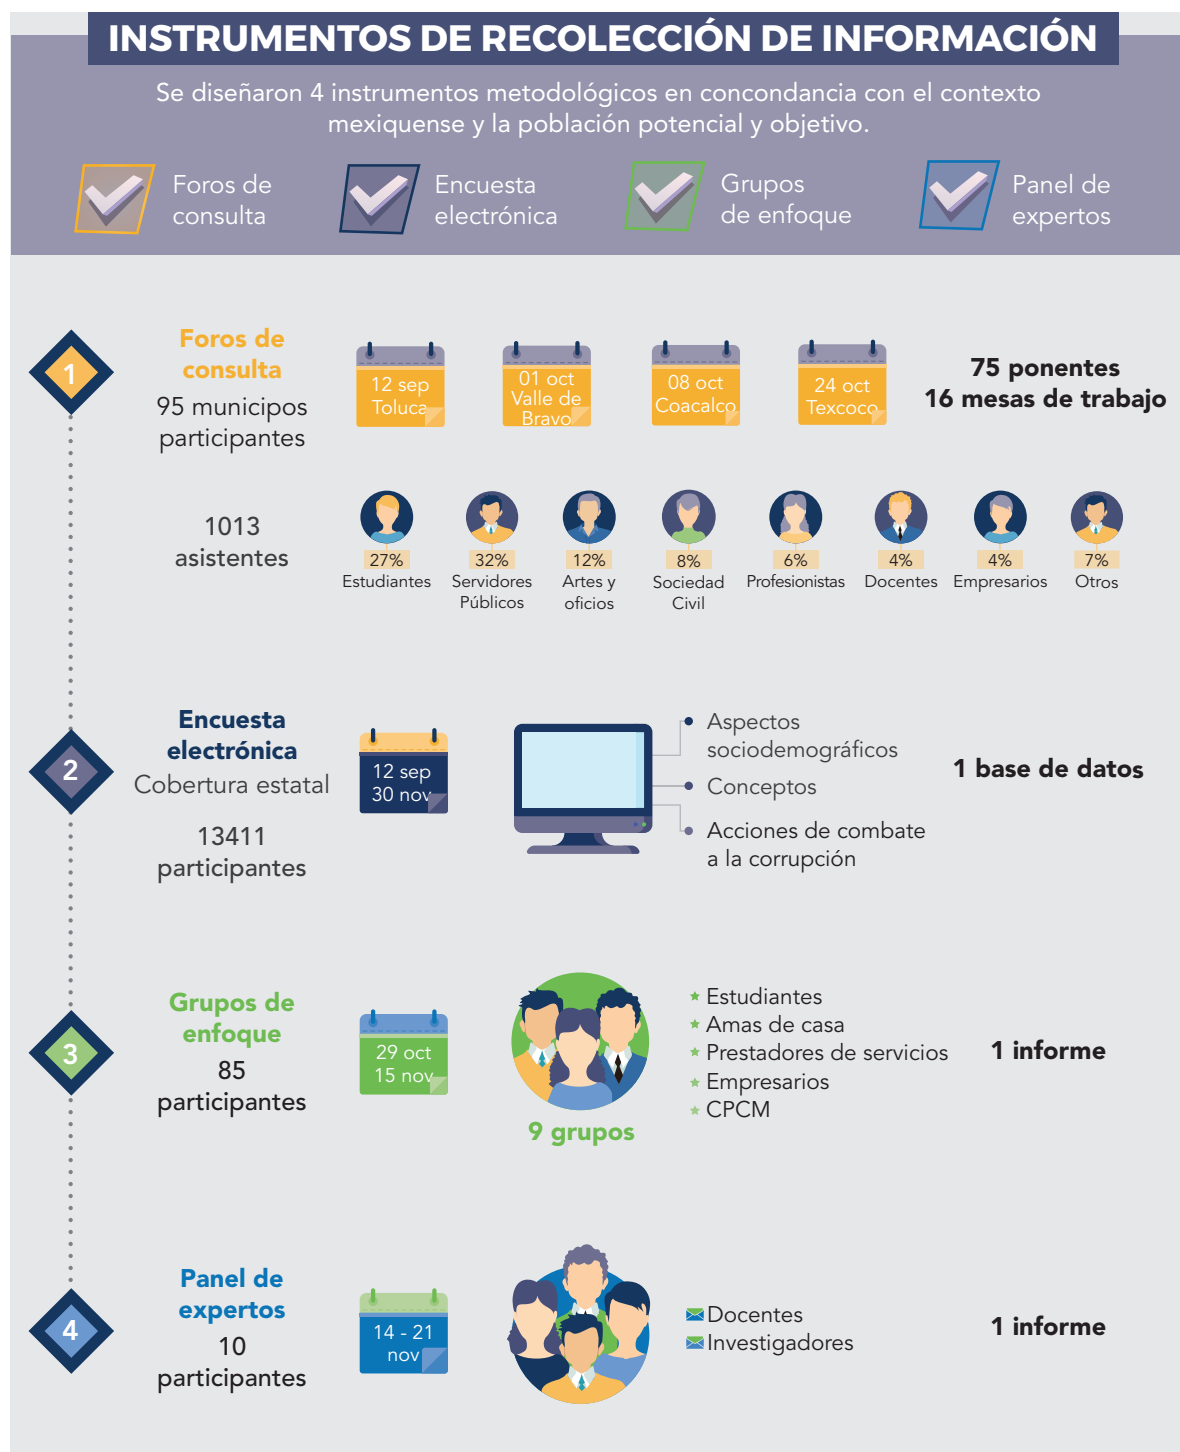 INSTRUMENTOS DE RECOLECCIÓN DE INFORMACIÓN
Se diseñaron 4 instrumentos metodológicos en concondancia con el contexto
mexiquense y la población potencial y objetivo.
Foros de
consulta
Encuesta
electrónica
Grupos
de enfoque
Panel de
expertos
1
Foros de
consulta
95 municipos
participantes
12 sep
Toluca
01 oct
Valle de
Bravo
08 oct
Coacalco
24 oct
Texcoco
75 ponentes
16 mesas de trabajo
1013
asistentes
27%
Estudiantes
32%
Servidores
Públicos
12%
Artes y
oficios
8%
Sociedad
Civil
6%
Profesionistas
4%
Docentes
4%
Empresarios
7%
Otros
2
Encuesta
electrónica
Cobertura estatal
13411
participantes
12 sep
30 nov
Aspectos
sociodemográficos
Conceptos
Acciones de combate
a la corrupción
1 base de datos
3
Grupos de
enfoque
85
participantes
29 oct
15 nov
9 grupos
Estudiantes
Amas de casa
Prestadores de servicios
Empresarios
CPCM
1 informe
4
Panel de
expertos
10
participantes
14 - 21
nov
Docentes
Investigadores
1 informe